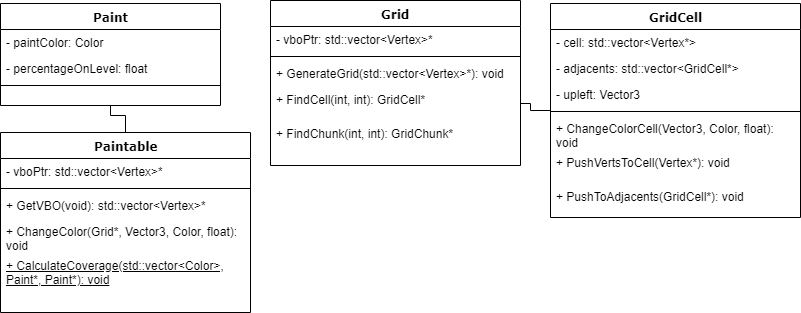 Paint
- paintColor: Color
- percentageOnLevel: float
Paintable
- vboPtr: std::vector<Vertex>*
+ GetVBO(void): std::vector<Vertex>*
+ ChangeColor(Grid*, Vector3, Color, float):
void
+ CalculateCoverage(std::vector<Color>,
Paint*, Paint*): void
Grid
- vboPtr: std::vector<Vertex>*
+ GenerateGrid(std::vector<Vertex>*): void
+ FindCell(int, int): GridCell*
+ FindChunk(int, int): GridChunk*
GridCell
- cell: std::vector<Vertex*>
- adjacents: std::vector<GridCell*>
- upleft: Vector3
+ ChangeColorCell(Vector3, Color, float):
void
+ PushVertsToCell(Vertex*): void
+ PushToAdjacents(GridCell*): void